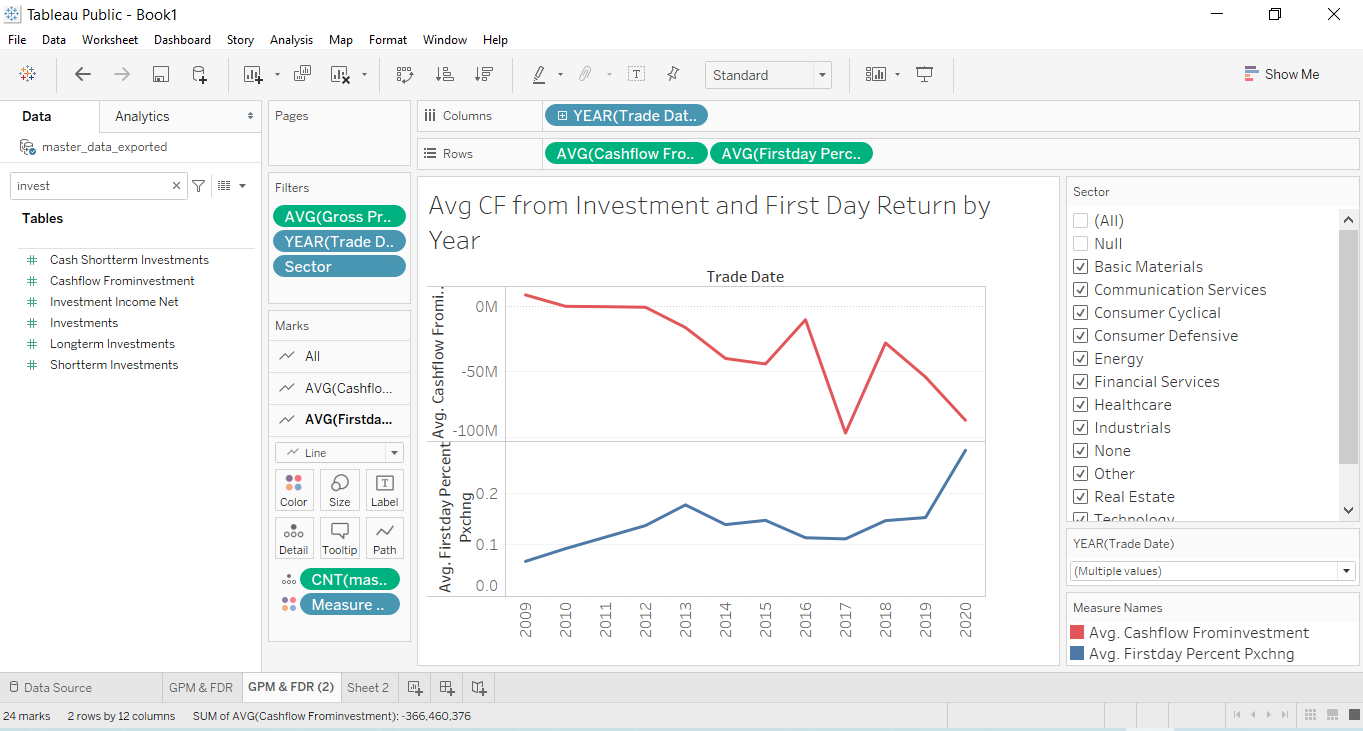 Tableau Public - Book1
File Data Worksheet Dashboard Story Analysis Map Format Window Help
Standard
Show Me
Data Analytics
master_data_exported
invest
Tables
Cash Shortterm Investments
Cashflow Frominvestment
Investment Income Net
Investments
Longterm Investments
Shortterm Investments
Pages
Filters
AVG(Gross Pr..
YEAR(Trade D..
Sector
Marks
All
AVG(Cashflo...
AVG(Firstda...
Line
Color Size Label
Detail Tooltip Path
CNT(mas..
Measure ..
Columns YEAR(Trade Dat..
Rows AVG(Cashflow Fro.. AVG(Firstday Perc..
Avg CF from Investment and First Day Return by
Year
Trade Date
Avg. Cashflow Fromi..
0M
-50M
-100M
Avg. Firstday Percent
Pxchng
0.2
0.1
0.0
2009 2010 2011 2012 2013 2014 2015 2016 2017 2018 2019 2020
Sector
(All)
Null
Basic Materials
Communication Services
Consumer Cyclical
Consumer Defensive
Energy
Financial Services
Healthcare
Industrials
None
Other
Real Estate
Technology
YEAR(Trade Date)
(Multiple values)
Measure Names
Avg. Cashflow Frominvestment
Avg. Firstday Percent Pxchng
Data Source GPM & FDR GPM & FDR (2) Sheet 2
24 marks 2 rows by 12 columns SUM of AVG(Cashflow Frominvestment): -366,460,376